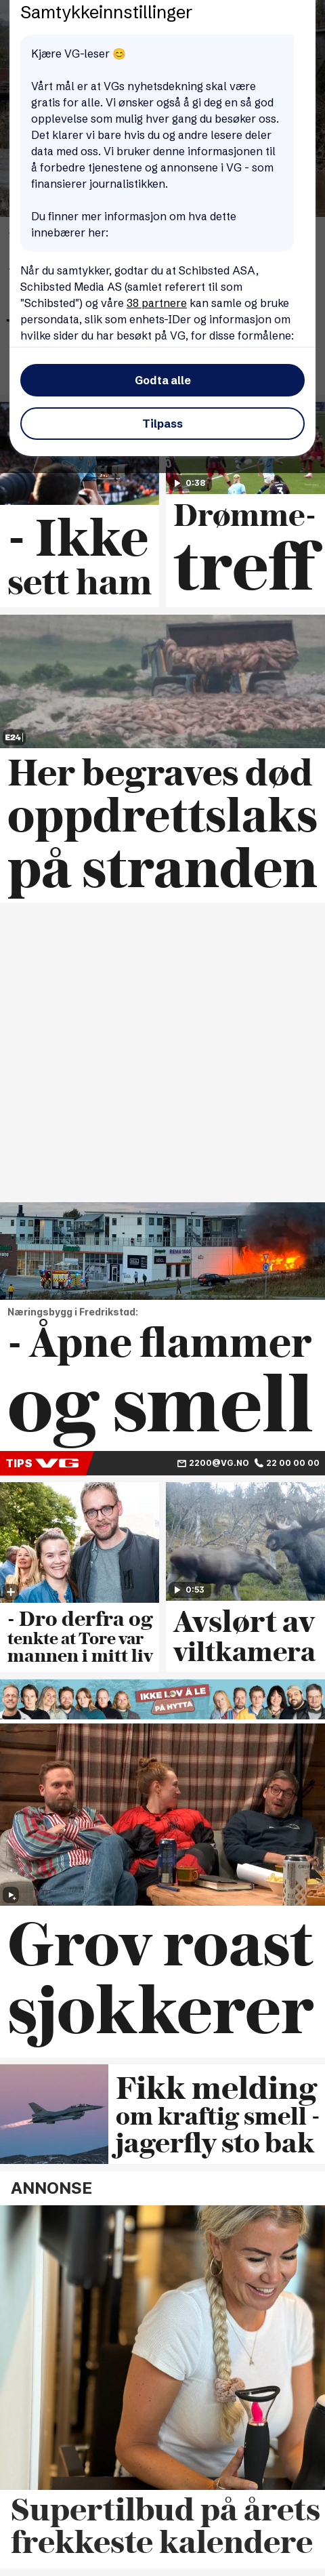 Samtykkeinnstillinger
Kjære VG-leser 😊
Vårt mål er at VGs nyhetsdekning skal være
gratis for alle. Vi ønsker også å gi deg en så god
opplevelse som mulig hver gang du besøker oss.
Det klarer vi bare hvis du og andre lesere deler
data med oss. Vi bruker denne informasjonen til
å forbedre tjenestene og annonsene i VG - som
finansierer journalistikken.
Du finner mer informasjon om hva dette
innebærer her:
Når du samtykker, godtar du at Schibsted ASA,
Schibsted Media AS (samlet referert til som
"Schibsted") og våre 38 partnere kan samle og bruke
persondata, slik som enhets-IDer og informasjon om
hvilke sider du har besøkt på VG, for disse formålene:
Godta alle
Tilpass
- Ikke
sett ham
0:38
Drømme-
treff
E24
Her begraves død
oppdrettslaks
på stranden
Næringsbygg i Fredrikstad:
- Åpne flammer
og smell
TIPS VG 2200@VG.NO 22 00 00 00
- Dro derfra og
tenkte at Tore var
mannen i mitt liv
0:53
Avslørt av
viltkamera
IKKE LOV Å LE
PÅ HYTTA
Grov roast
sjokkerer
Fikk melding
om kraftig smell -
jagerfly sto bak
ANNONSE
Supertilbud på årets
frekkeste kalendere